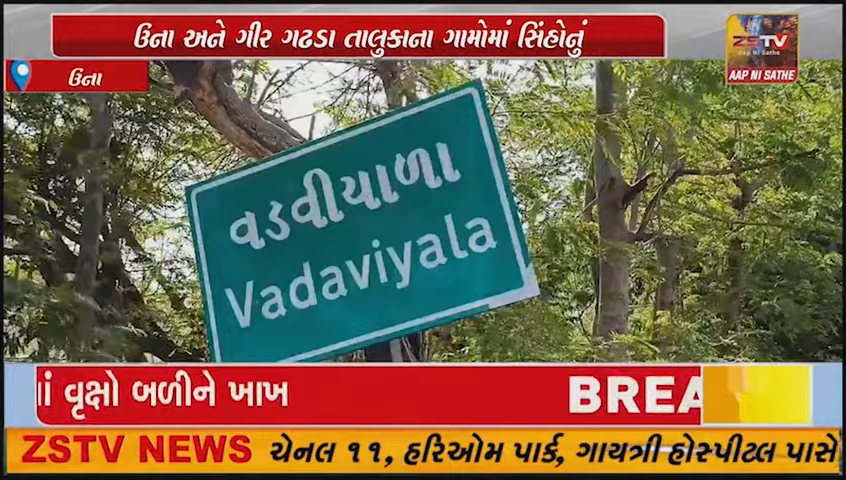 ઉના અને ગીર ગઢડા તાલુકાના ગામોમાં સિંહોનું
ZSTV
Aap Ni Sathe
AAP NI SATHE
ઉના
વડવીયાળા
Vadaviyala
માં વૃક્ષો બળીને ખાખ
BREA
ZSTV NEWS ચેનલ ૧૧, હરિઓમ પાર્ક, ગાયત્રી હોસ્પીટલ પાસે